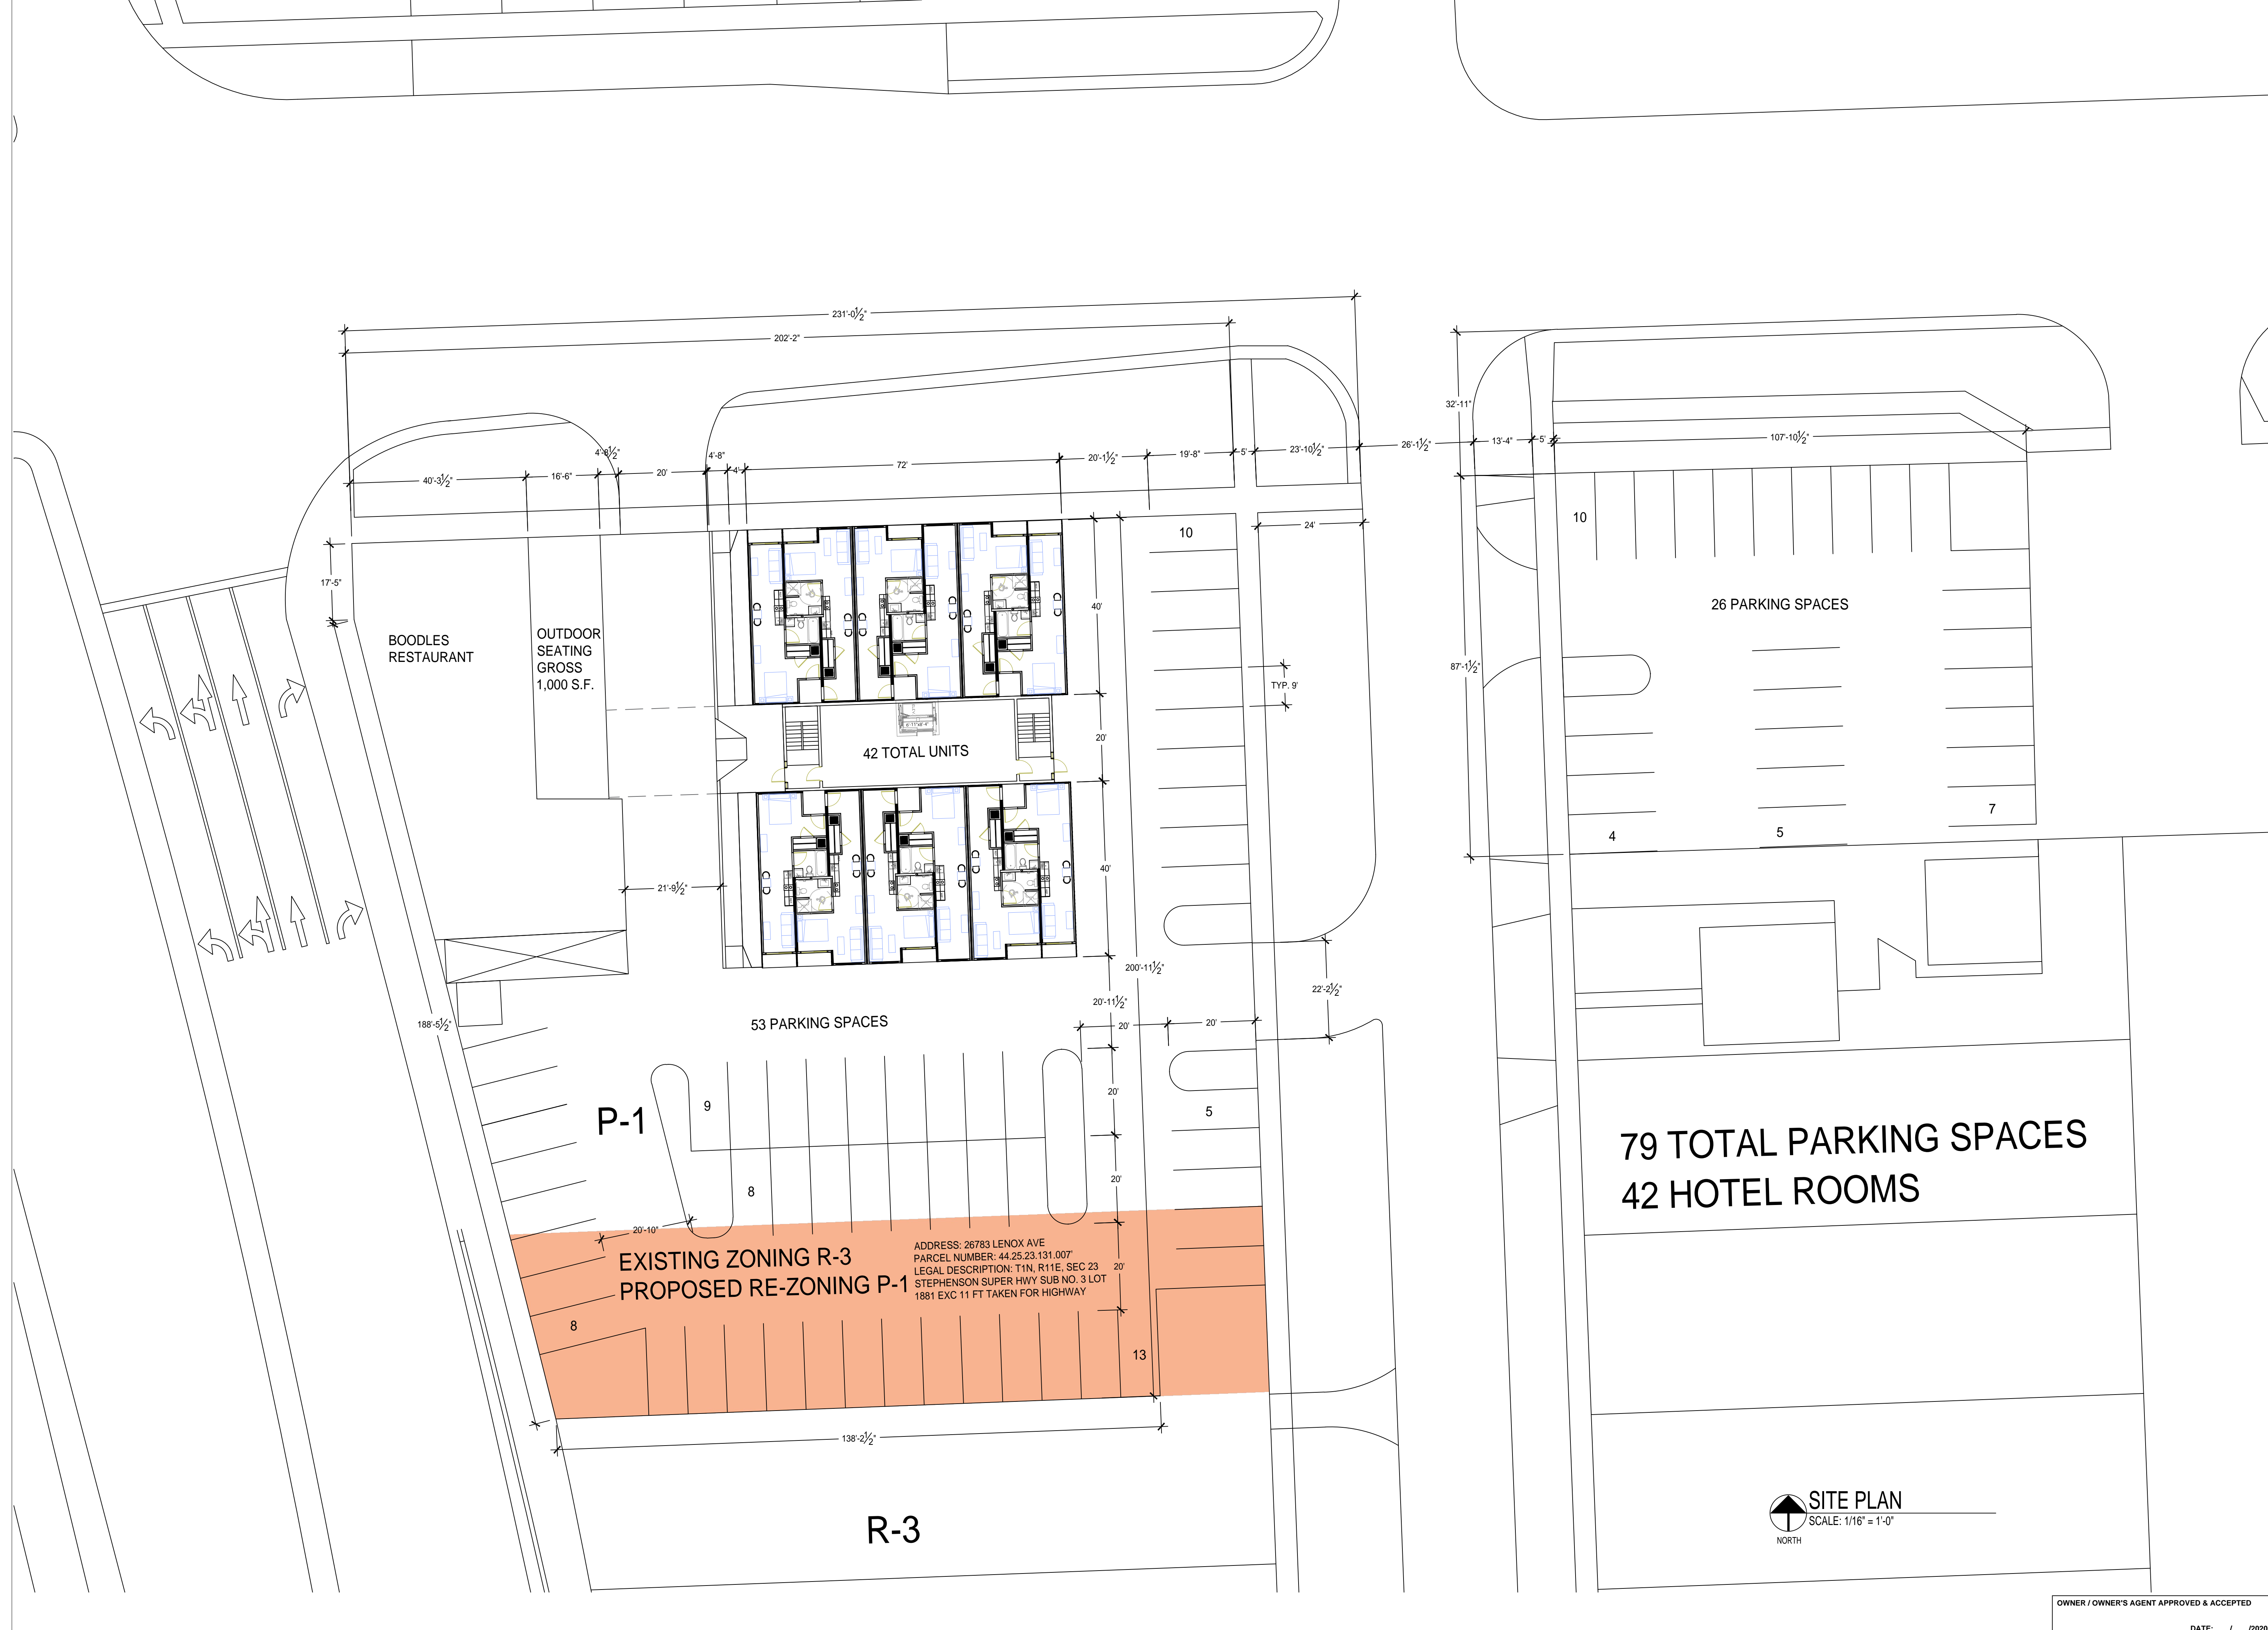 231'-0½"
202'-2"
32'-11"
4'-8½"
4'-8"
40'-3½"
16'-6"
20'
4'
72'
20'-1½"
19'-8"
5'
23'-10½"
26'-1½"
13'-4"
5'
107'-10½"
10
10
24'
17'-5"
40'
26 PARKING SPACES
BOODLES
RESTAURANT
OUTDOOR
SEATING
GROSS
1,000 S.F.
87'-1½"
TYP. 9'
42 TOTAL UNITS
20'
4
5
7
21'-9½"
40'
200'-11½"
20'-11½"
22'-2½"
188'-5½"
53 PARKING SPACES
20'
20'
P-1
9
20'
5
8
20'
79 TOTAL PARKING SPACES
42 HOTEL ROOMS
20'-10"
EXISTING ZONING R-3
PROPOSED RE-ZONING P-1
ADDRESS: 26783 LENOX AVE
PARCEL NUMBER: 44.25.23.131.007'
LEGAL DESCRIPTION: T1N, R11E, SEC 23
STEPHENSON SUPER HWY SUB NO. 3 LOT
1881 EXC 11 FT TAKEN FOR HIGHWAY
20'
8
13
138'-2½"
R-3
SITE PLAN
SCALE: 1/16" = 1'-0"
NORTH
OWNER / OWNER'S AGENT APPROVED & ACCEPTED
DATE: / /2020